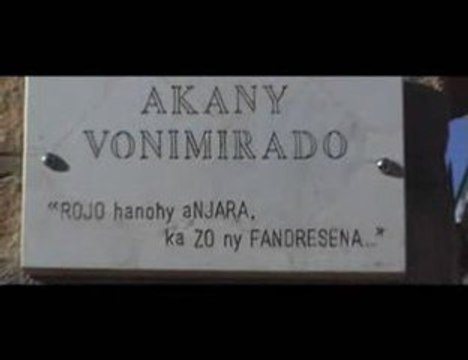 AKANY
VONIMIRADO
“ROJO hanohy aNJARA,
ka ZO ny FANDRESENA...”